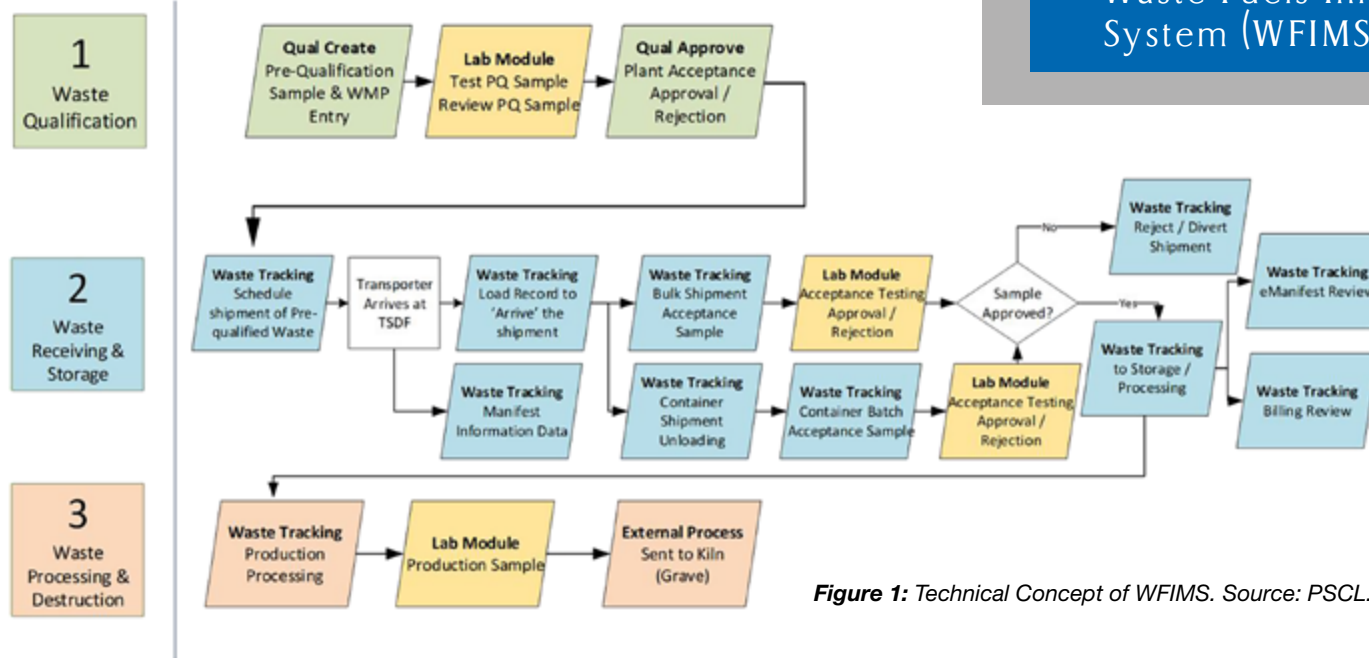 Waste Fuels
System (WFIMS
1
Waste
Qualification
Qual Create
Pre-Qualification
Sample & WMP
Entry
Lab Module
Test PQ Sample
Review PQ Sample
Qual Approve
Plant Acceptance
Approval /
Rejection
2
Waste
Receiving &
Storage
Waste Tracking
Schedule
shipment of Pre-
qualified Waste
Transporter
Arrives at
TSDF
Waste Tracking
Load Record to
'Arrive' the
shipment
Waste Tracking
Bulk Shipment
Acceptance
Sample
Lab Module
Acceptance Testing
Approval /
Rejection
Sample
Approved?
No
Yes
Waste Tracking
Reject / Divert
Shipment
Waste Tracking
eManifest Review
Waste Tracking
to Storage /
Processing
Waste Tracking
Billing Review
Waste Tracking
Manifest
Information Data
Waste Tracking
Container
Shipment
Unloading
Waste Tracking
Container Batch
Acceptance Sample
Lab Module
Acceptance Testing
Approval /
Rejection
3
Waste
Processing &
Destruction
Waste Tracking
Production
Processing
Lab Module
Production Sample
External Process
Sent to Kiln
(Grave)
Figure 1: Technical Concept of WFIMS. Source: PSCL.